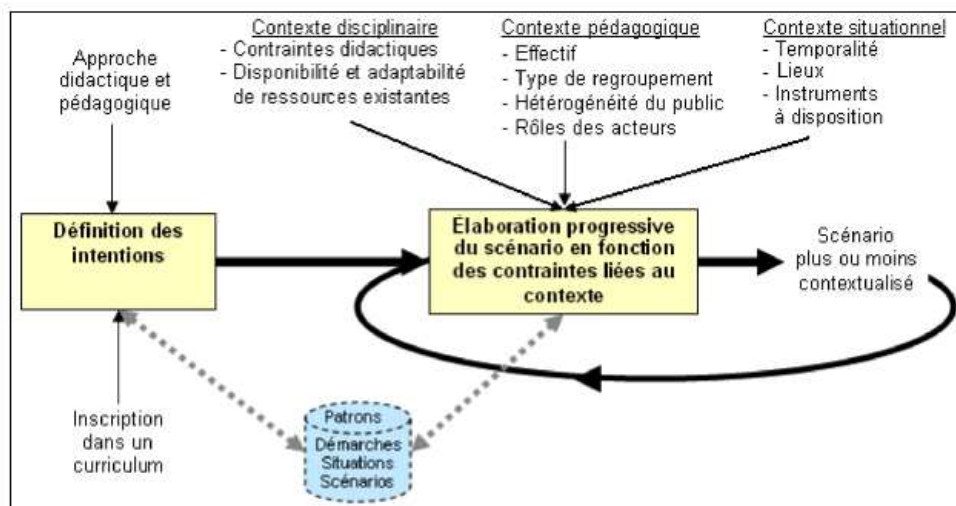 Approche
didactique et
pédagogique
Contexte disciplinaire
- Contraintes didactiques
- Disponibilité et adaptabilité
de ressources existantes
Contexte pédagogique
- Effectif
- Type de regroupement
- Hétérogénéité du public
- Rôles des acteurs
Contexte situationnel
- Temporalité
- Lieux
- Instruments
à disposition
Définition des
intentions
Élaboration progressive
du scénario en fonction
des contraintes liées au
contexte
Scénario
plus ou moins
contextualisé
Inscription
dans un
curriculum
Patrons
Démarches
Situations
Scénarios